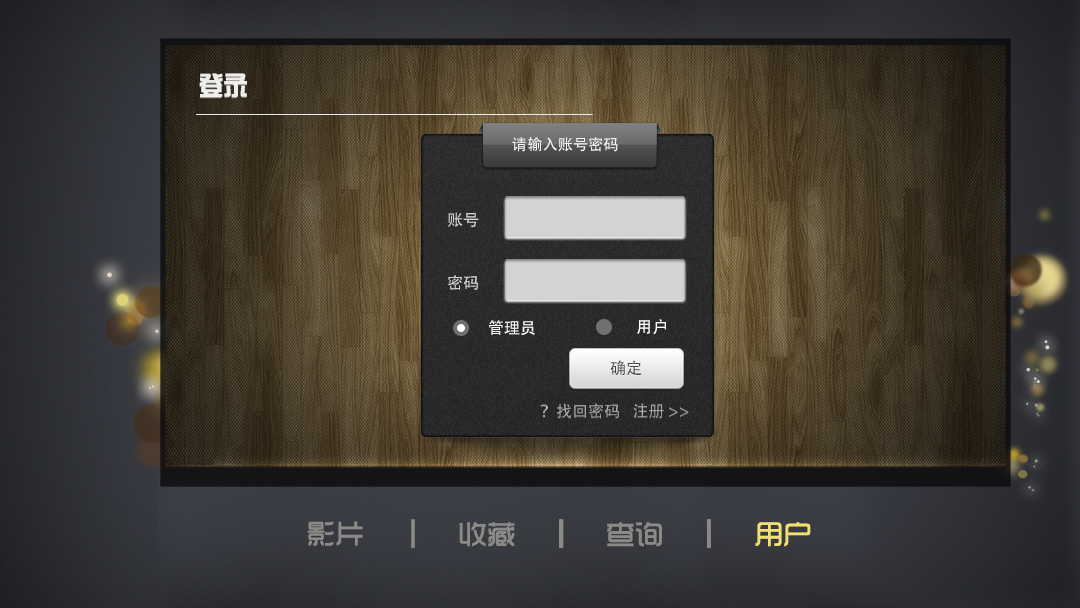 登录
请输入账号密码
账号
密码
管理员 用户
确定
? 找回密码 注册 >>
影片 | 收藏 | 查询 | 用户